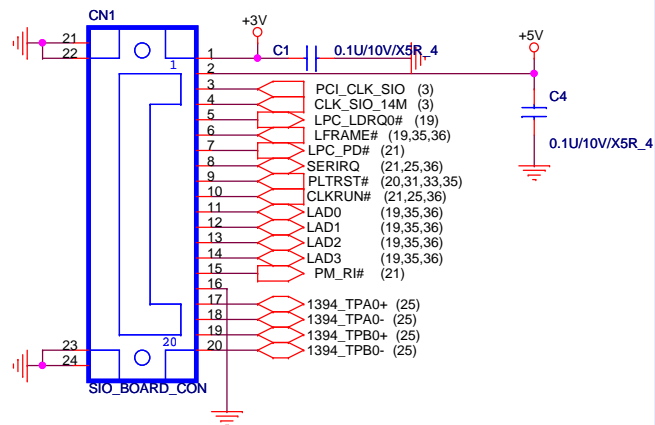 CN1
+3V
+5V
21
22
1
1
C1
0.1U/10V/X5R_4
2
3 PCI_CLK_SIO (3)
4 CLK_SIO_14M (3)
C4
0.1U/10V/X5R_4
5 LPC_LDRQ0# (19)
6 LFRAME# (19,35,36)
7 LPC_PD# (21)
8 SERIRQ (21,25,36)
9 PLTRST# (20,31,33,35)
10 CLKRUN# (21,25,36)
11 LAD0 (19,35,36)
12 LAD1 (19,35,36)
13 LAD2 (19,35,36)
14 LAD3 (19,35,36)
15 PM_RI# (21)
16
17 1394_TPA0+ (25)
18 1394_TPA0- (25)
19 1394_TPB0+ (25)
20 20 1394_TPB0- (25)
23
24
SIO_BOARD_CON